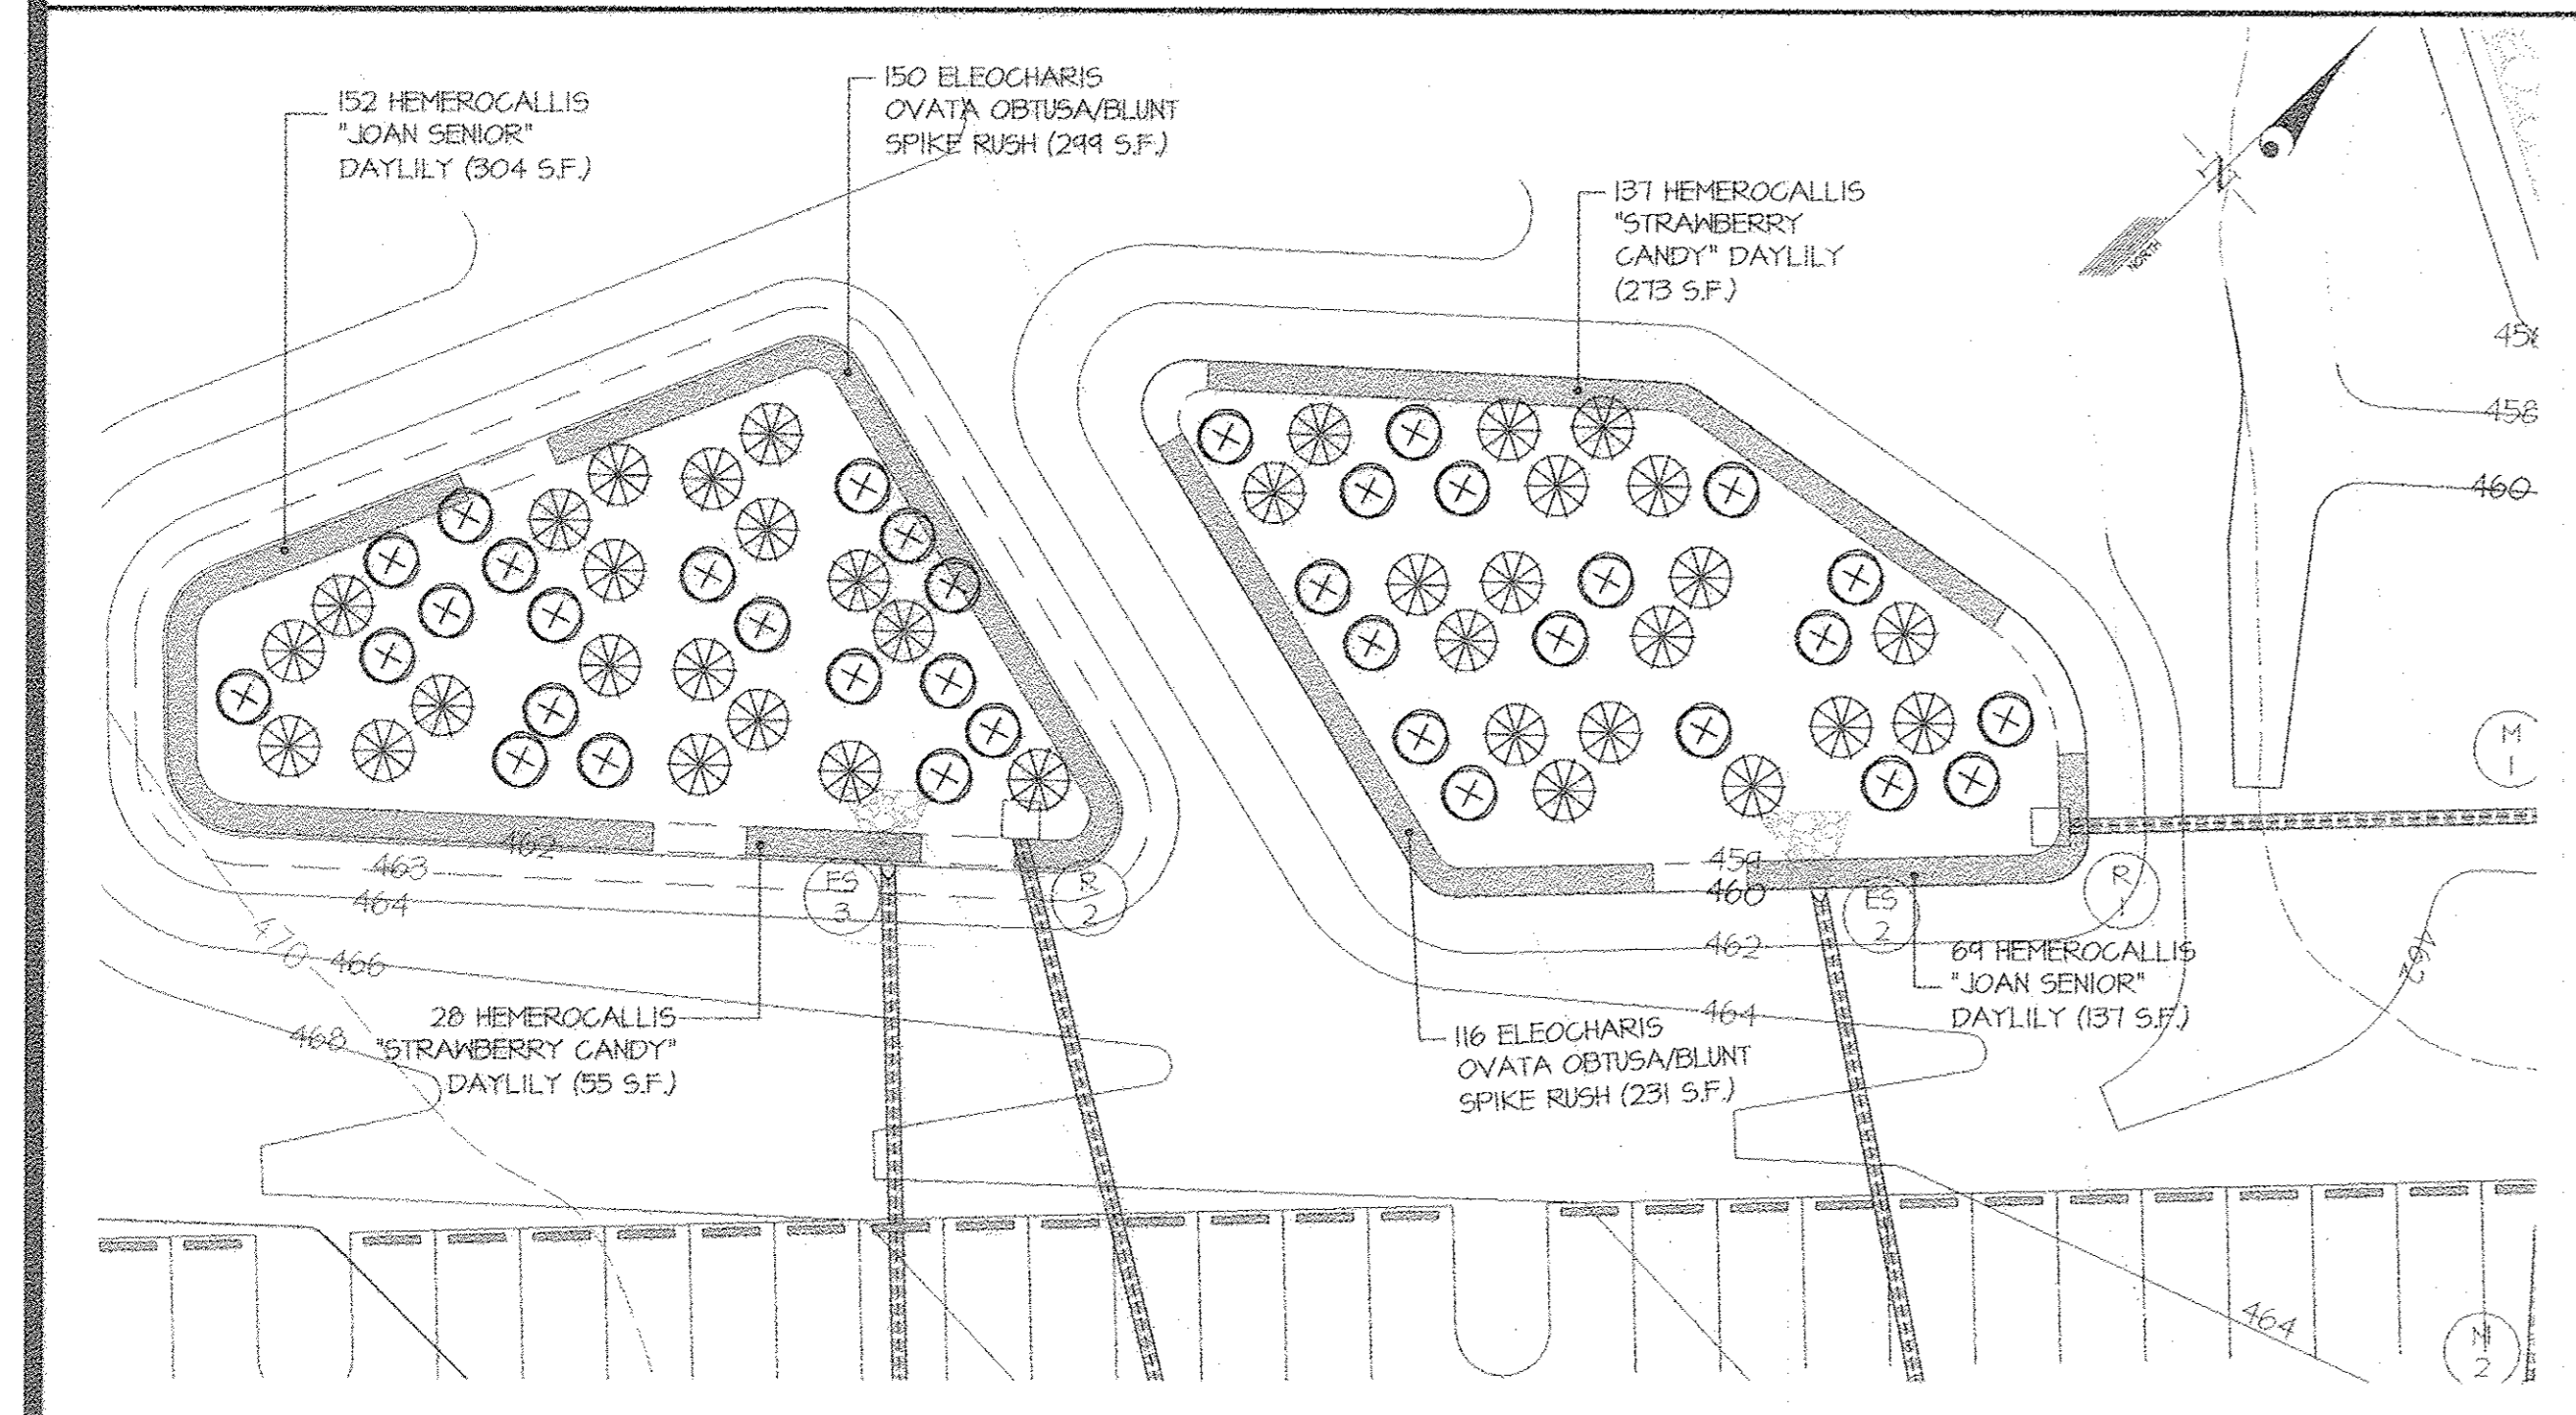 152 HEMEROCALLIS
"JOAN SENIOR"
DAYLILY (304 S.F.)
150 ELEOCHARIS
OVATA OBTUSA/BLUNT
SPIKE RUSH (299 S.F.)
137 HEMEROCALLIS
"STRAWBERRY
CANDY" DAYLILY
(273 S.F.)
N
NORTH
458
460
M
1
462
463
464
470
466
468
FS
3
R
2
28 HEMEROCALLIS
"STRAWBERRY CANDY"
DAYLILY (55 S.F.)
459
460
462
464
ES
2
R
1
69 HEMEROCALLIS
"JOAN SENIOR"
DAYLILY (137 S.F.)
116 ELEOCHARIS
OVATA OBTUSA/BLUNT
SPIKE RUSH (231 S.F.)
462
464
2